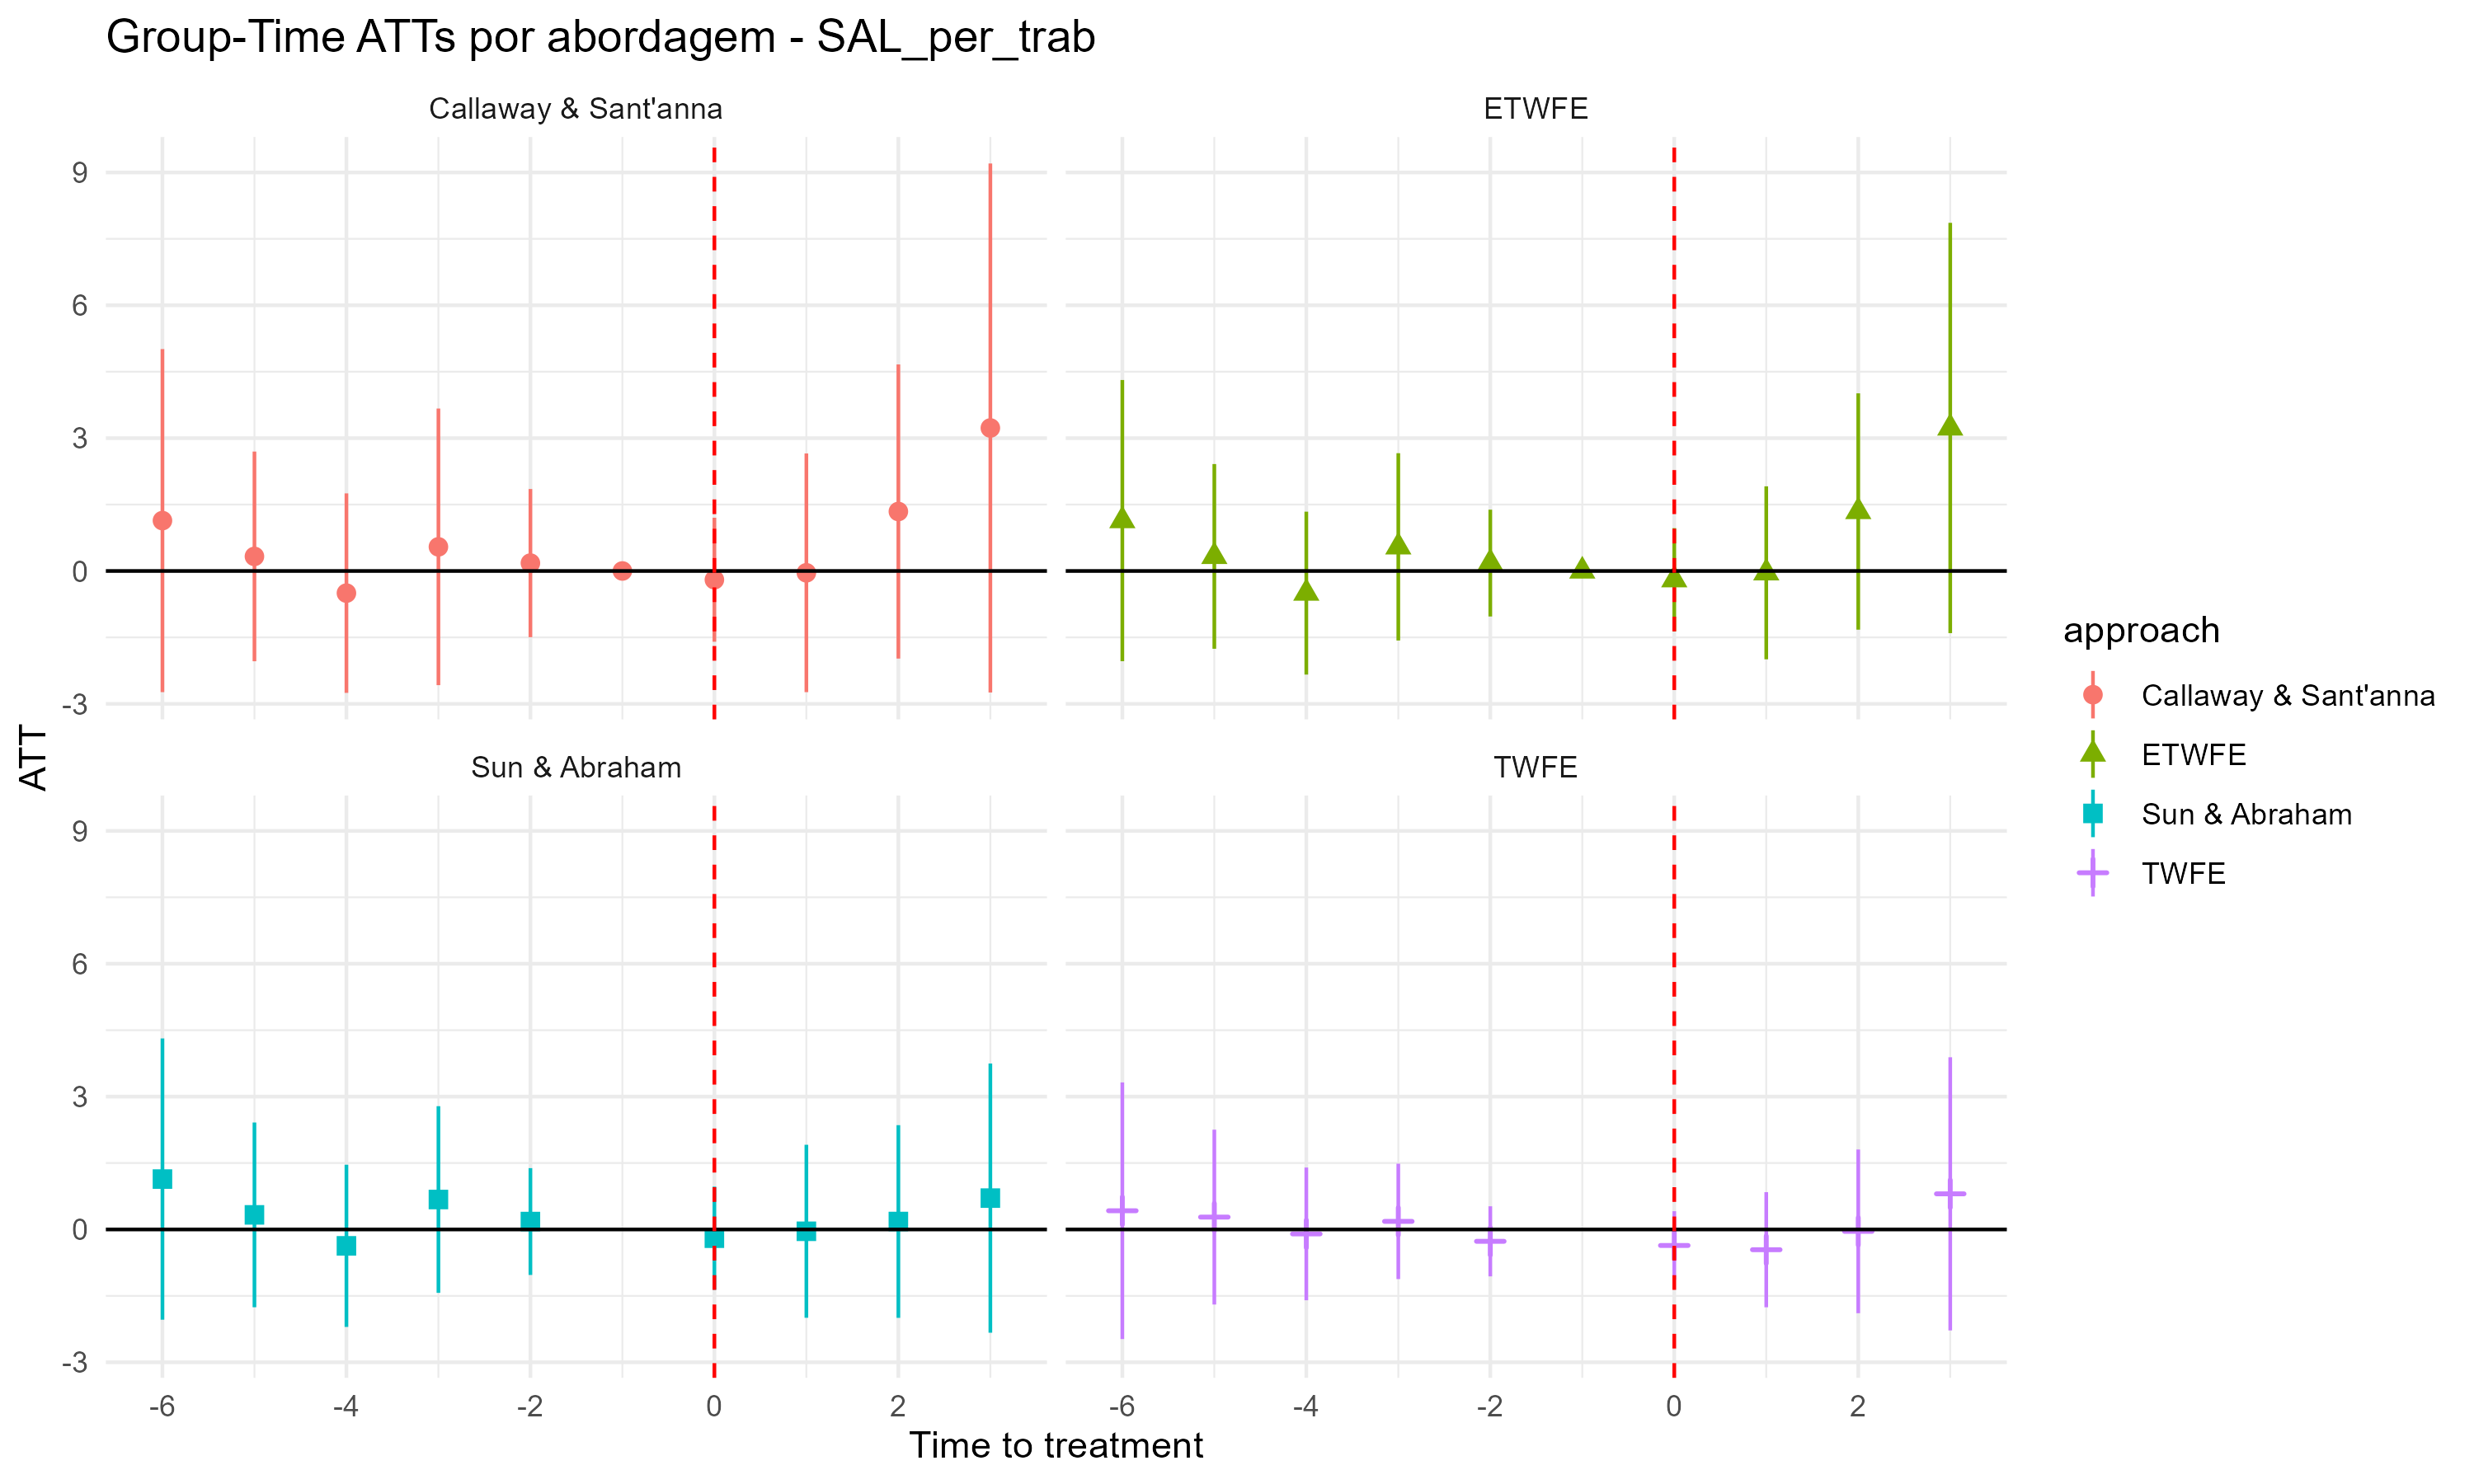 Group-Time ATTs por abordagem - SAL_per_trab
Callaway & Sant'anna
ETWFE
9
6
3
0
-3
Sun & Abraham
TWFE
9
6
3
0
-3
-6 -4 -2 0 2
-6 -4 -2 0 2
Time to treatment
ATT
approach
Callaway & Sant'anna
ETWFE
Sun & Abraham
TWFE